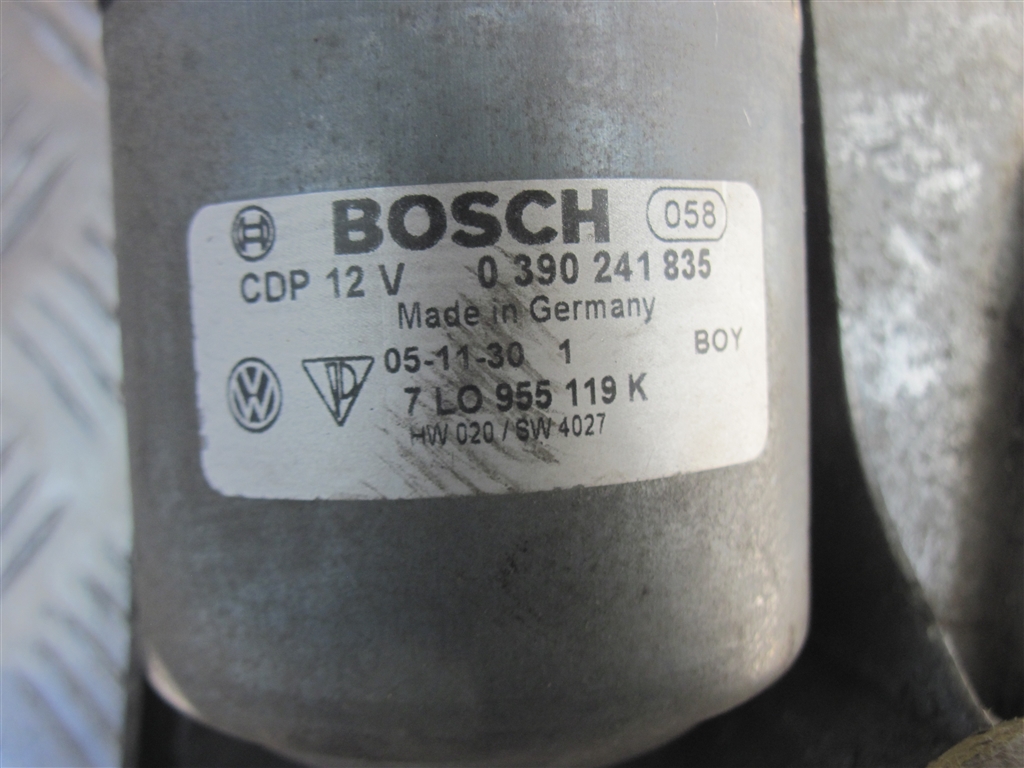 H BOSCH 058
CDP 12 V 0 390 241 835
Made in Germany
BOY
VW 05-11-30 1
7 L0 955 119 K
HW 020 / SW 4027